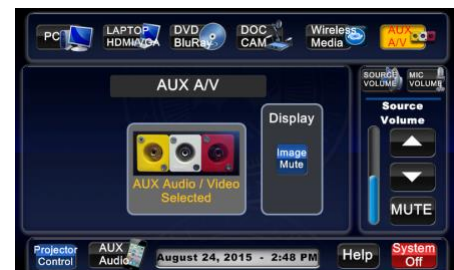 PC
LAPTOP
HDMI/VGA
DVD
BluRay
DOC
CAM
Wireless
Media
AUX
A/V
AUX A/V
SOURCE
VOLUME
MIC
VOLUME
Source
Volume
Display
Image
Mute
AUX Audio / Video
Selected
MUTE
Projector
Control
AUX
Audio
August 24, 2015 - 2:48 PM
Help
System
Off